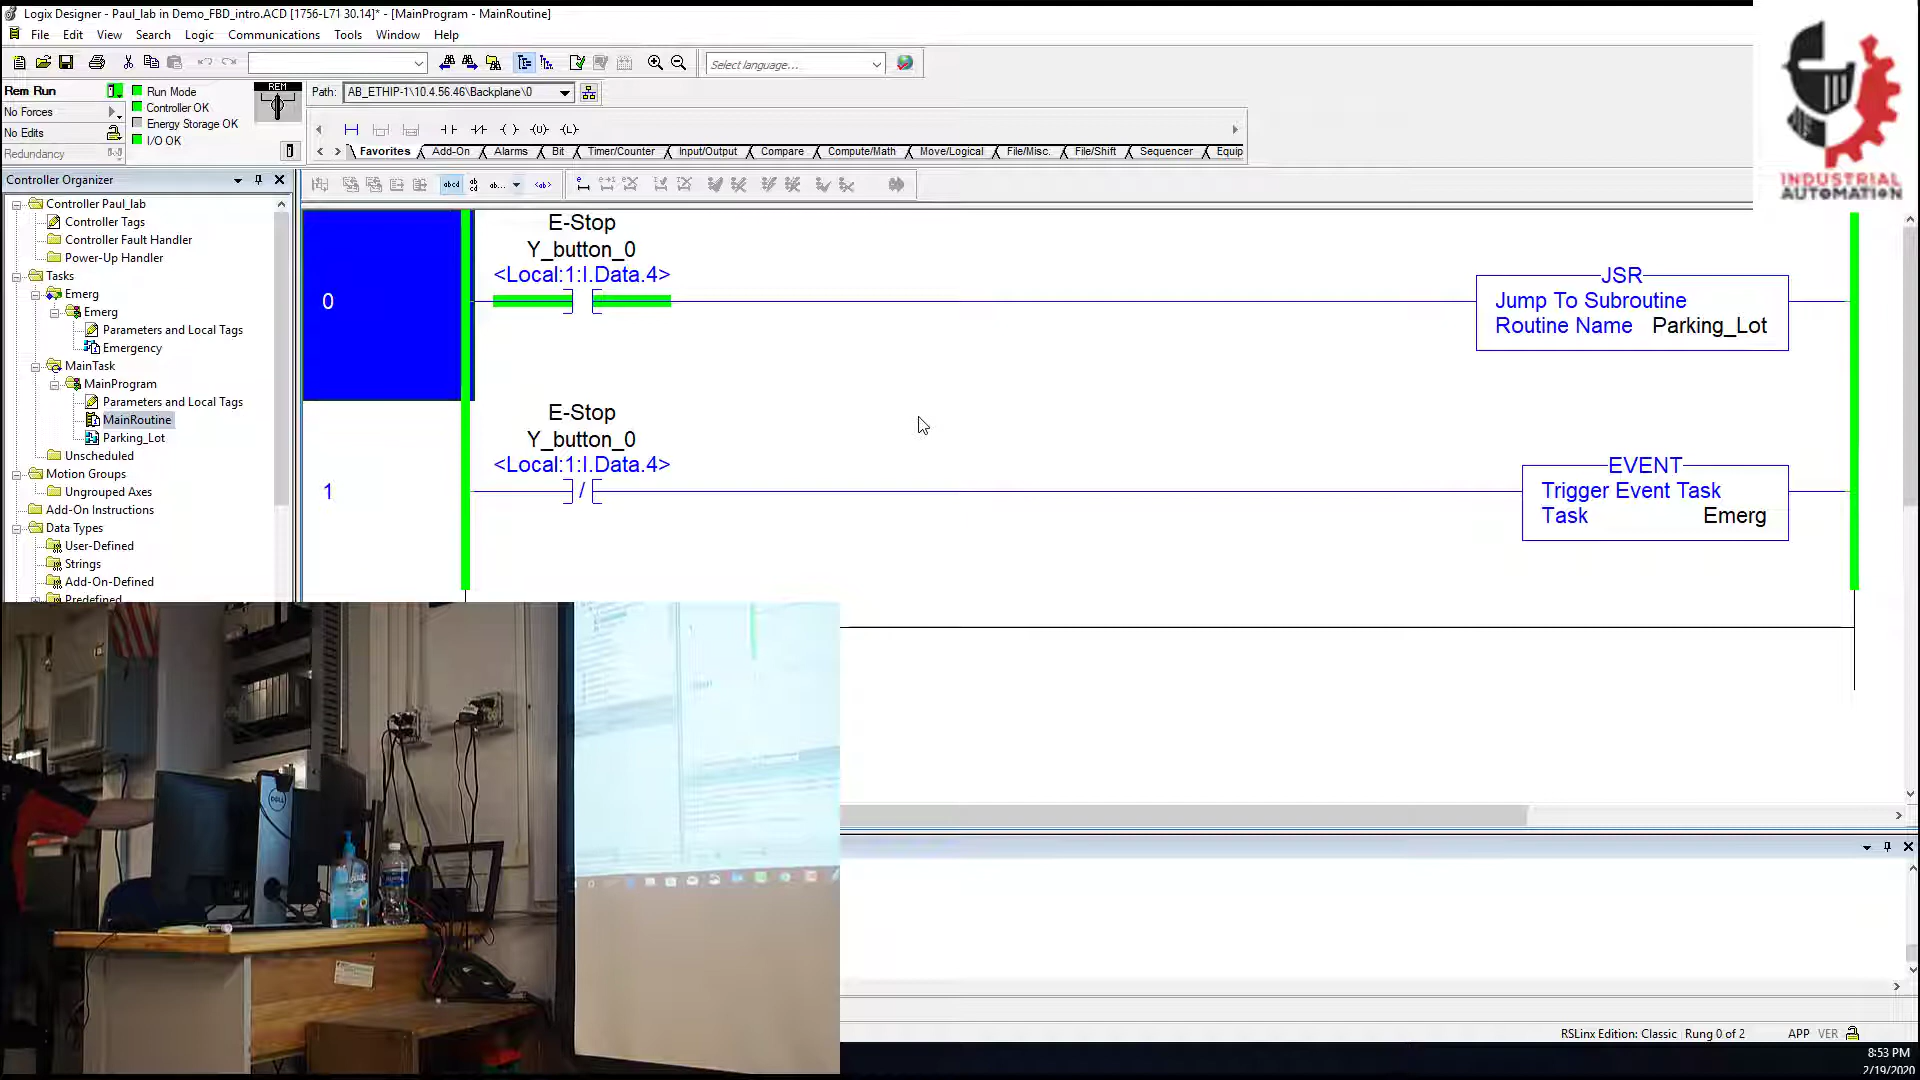 Logix Designer - Paul_lab in Demo_FBD_intro.ACD [1756-L71 30.14]* - [MainProgram - MainRoutine]
File Edit View Search Logic Communications Tools Window Help
Select language...
Rem Run
No Forces
No Edits
Redundancy
Run Mode
Controller OK
Energy Storage OK
I/O OK
REM
Path: AB_ETHIP-1\10.4.56.46\Backplane\0
Favorites Add-On Alarms Bit Timer/Counter Input/Output Compare Compute/Math Move/Logical File/Misc. File/Shift Sequencer Equip
INDUSTRIAL
AUTOMATION
Controller Organizer
Controller Paul_lab
Controller Tags
Controller Fault Handler
Power-Up Handler
Tasks
Emerg
Emerg
Parameters and Local Tags
Emergency
MainTask
MainProgram
Parameters and Local Tags
MainRoutine
Parking_Lot
Unscheduled
Motion Groups
Ungrouped Axes
Add-On Instructions
Data Types
User-Defined
Strings
Add-On-Defined
Predefined
0
E-Stop
Y_button_0
<Local:1:I.Data.4>
JSR
Jump To Subroutine
Routine Name Parking_Lot
1
E-Stop
Y_button_0
<Local:1:I.Data.4>
EVENT
Trigger Event Task
Task Emerg
DELL
RSLinx Edition: Classic Rung 0 of 2 APP VER
8:53 PM
2/19/2020